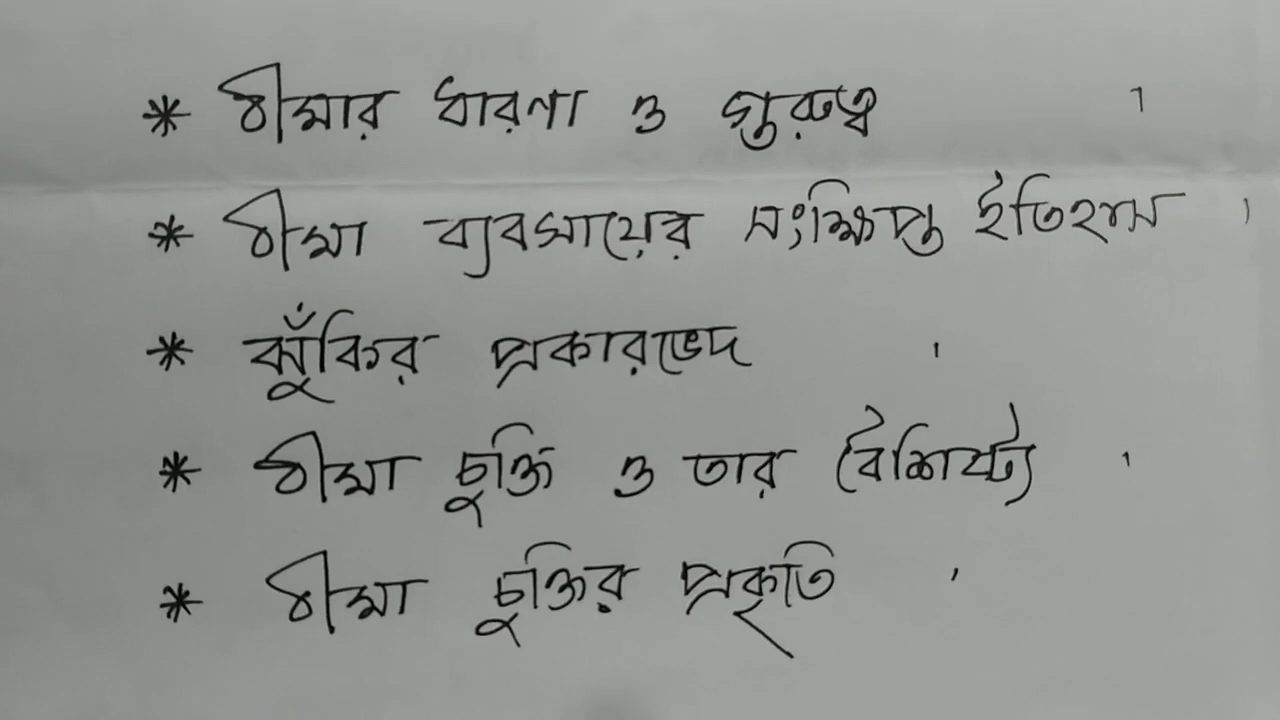 * বীমার ধারণা ও গুরুত্ব ।
* বীমা ব্যবসায়ের সংক্ষিপ্ত ইতিহাস ।
* ঝুঁকির প্রকারভেদ ।
* বীমা চুক্তি ও তার বৈশিষ্ট্য ।
* বীমা চুক্তির প্রকৃতি ।